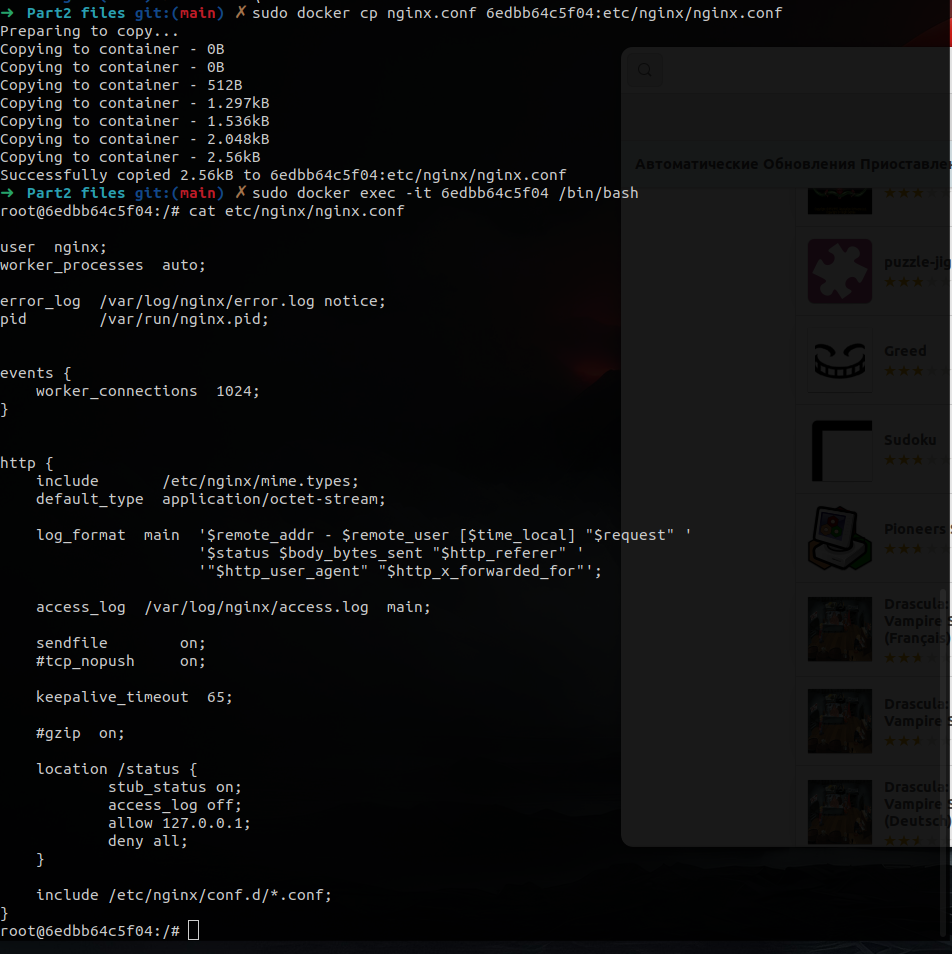 ➜ Part2 files git:(main) ✗ sudo docker cp nginx.conf 6edbb64c5f04:etc/nginx/nginx.conf
Preparing to copy...
Copying to container - 0B
Copying to container - 0B
Copying to container - 512B
Copying to container - 1.297kB
Copying to container - 1.536kB
Copying to container - 2.048kB
Copying to container - 2.56kB
Successfully copied 2.56kB to 6edbb64c5f04:etc/nginx/nginx.conf
➜ Part2 files git:(main) ✗ sudo docker exec -it 6edbb64c5f04 /bin/bash
root@6edbb64c5f04:/# cat etc/nginx/nginx.conf
user  nginx;
worker_processes  auto;
error_log  /var/log/nginx/error.log notice;
pid        /var/run/nginx.pid;
events {
    worker_connections  1024;
}
http {
    include       /etc/nginx/mime.types;
    default_type  application/octet-stream;
    log_format  main  '$remote_addr - $remote_user [$time_local] "$request" '
                      '$status $body_bytes_sent "$http_referer" '
                      '"$http_user_agent" "$http_x_forwarded_for"';
    access_log  /var/log/nginx/access.log  main;
    sendfile        on;
    #tcp_nopush     on;
    keepalive_timeout  65;
    #gzip  on;
    location /status {
            stub_status on;
            access_log off;
            allow 127.0.0.1;
            deny all;
    }
    include /etc/nginx/conf.d/*.conf;
}
root@6edbb64c5f04:/#
Автоматические Обновления
puzzle-jig
Greed
Sudoku
Pioneers
Drascula:
Vampire S
(Français)
Drascula:
Vampire S
Drascula:
Vampire S
(Deutsch)